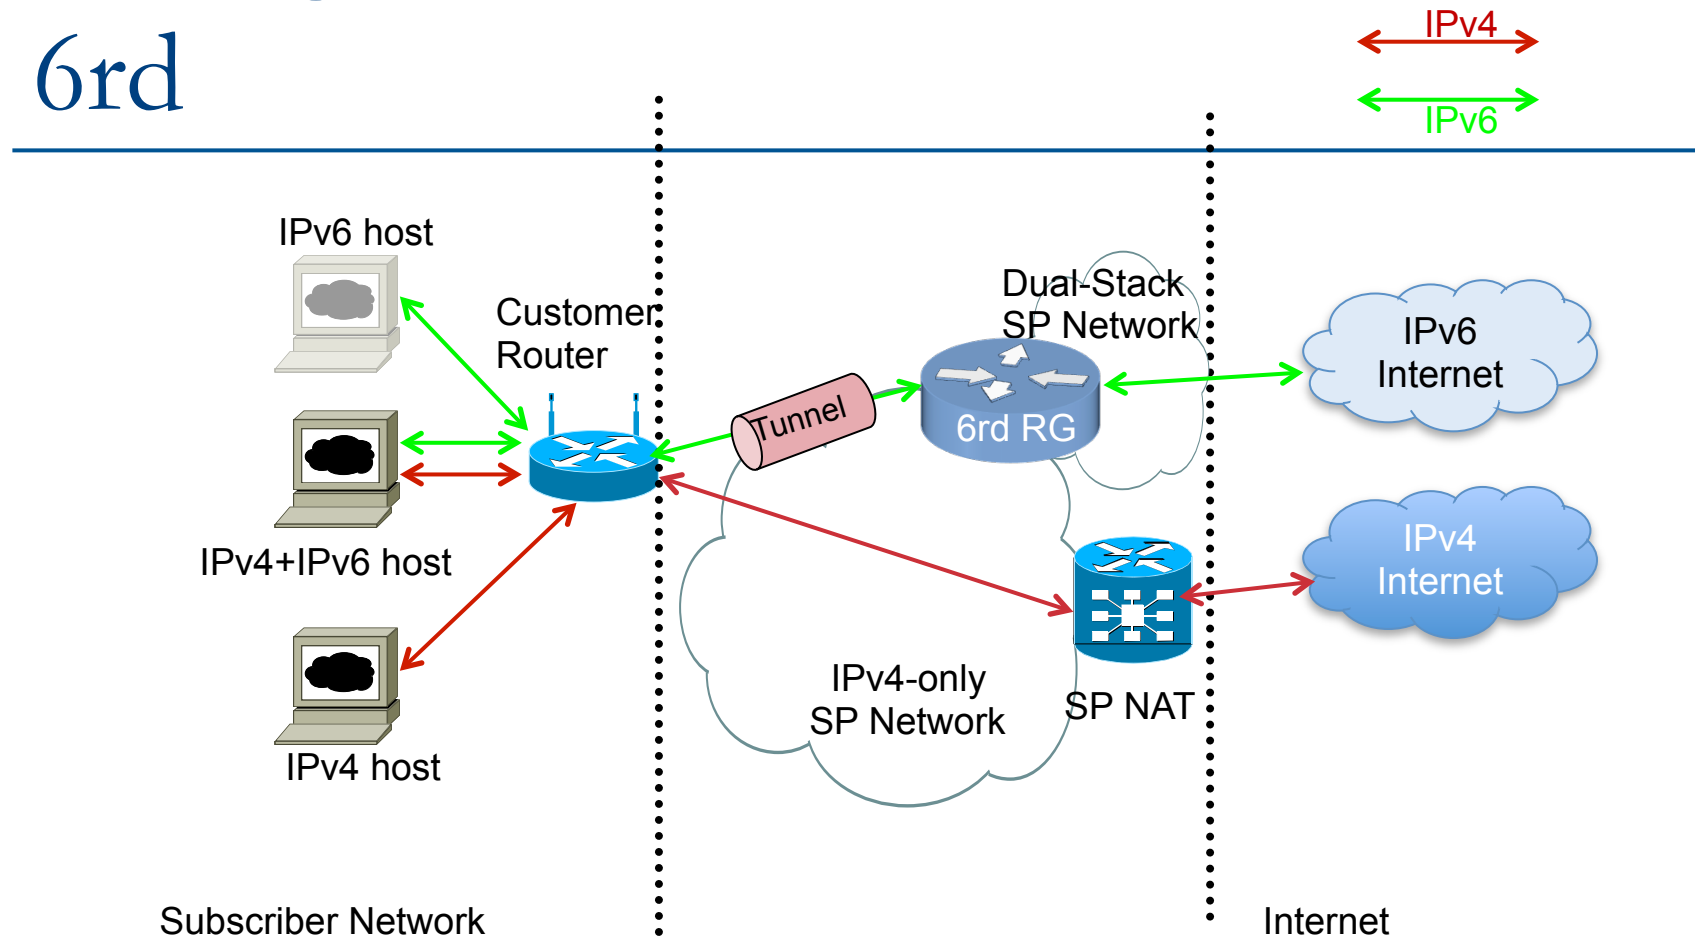 6rd
IPv4
IPv6
IPv6 host
Customer
Router
IPv4+IPv6 host
IPv4 host
Tunnel
Dual-Stack
SP Network
6rd RG
IPv4-only
SP Network
SP NAT
IPv6
Internet
IPv4
Internet
Subscriber Network
Internet